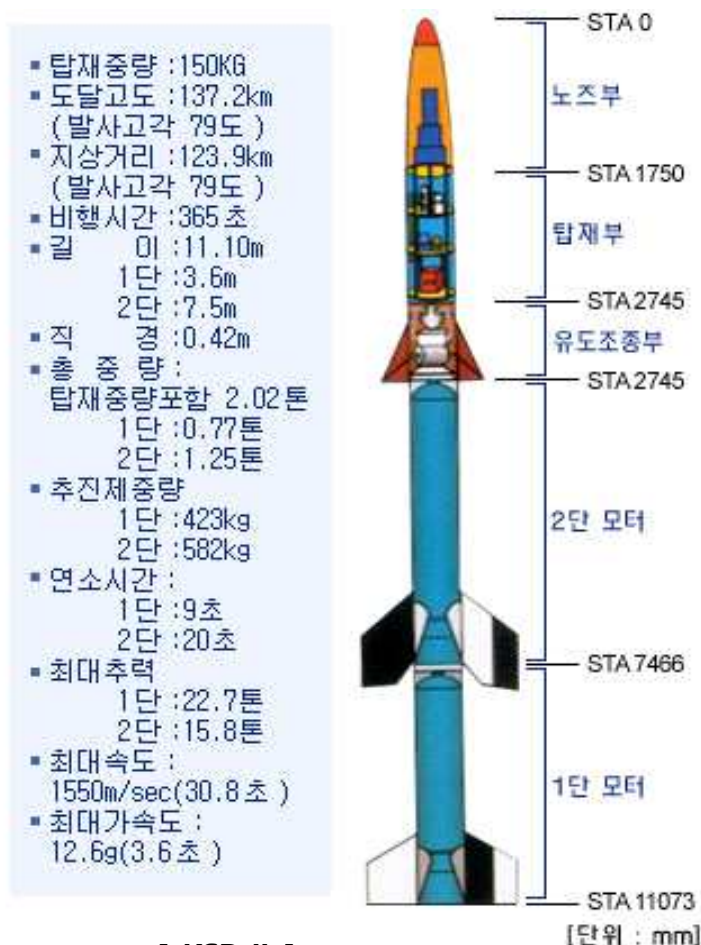 ▪ 탑재중량 :150KG
▪ 도달고도 :137.2km
(발사고각 79도 )
▪ 지상거리 :123.9km
(발사고각 79도 )
▪ 비행시간 :365초
▪ 길 이 :11.10m
1단 :3.6m
2단 :7.5m
▪ 직 경 :0.42m
▪ 총 중 량 :
탑재중량포함 2.02톤
1단 :0.77톤
2단 :1.25톤
▪ 추진제중량
1단 :423kg
2단 :582kg
▪ 연소시간 :
1단 :9초
2단 :20초
▪ 최대추력
1단 :22.7톤
2단 :15.8톤
▪ 최대속도 :
1550m/sec(30.8초 )
▪ 최대가속도 :
12.6g(3.6초 )
STA 0
노즈부
STA 1750
탑재부
STA 2745
유도조종부
STA 2745
2단 모터
STA 7466
1단 모터
STA 11073
[단위 : mm]